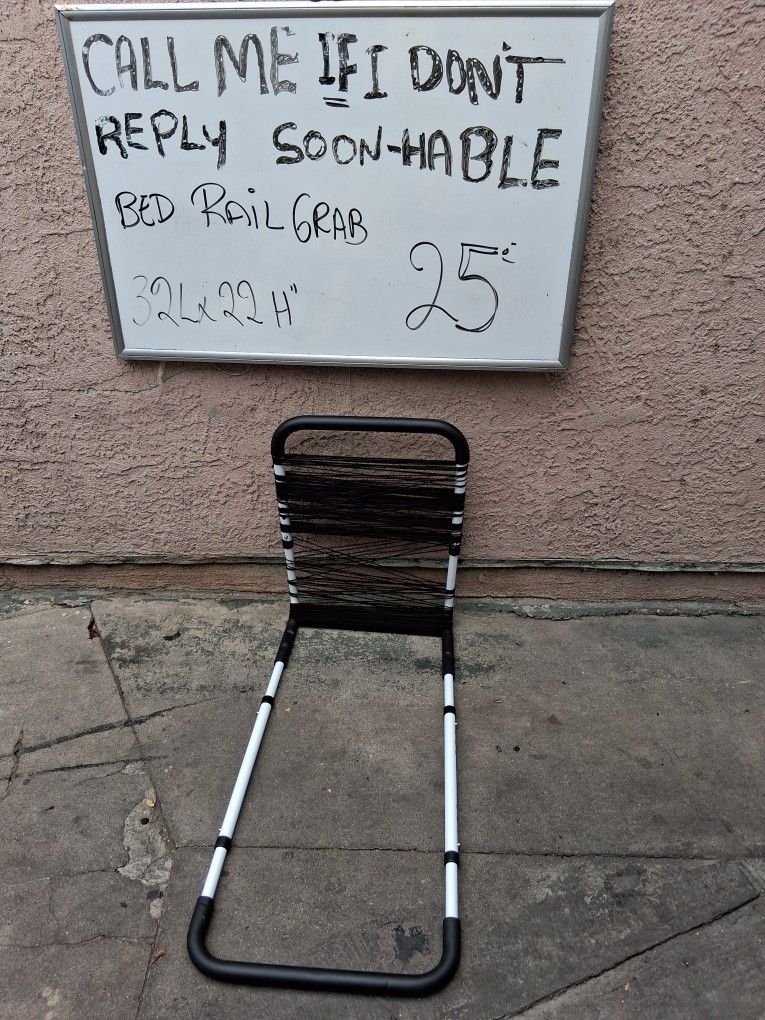 CALL ME IF I DON'T
REPLY SOON-HABLE
BED RAIL GRAB
32L x 22 H"
25